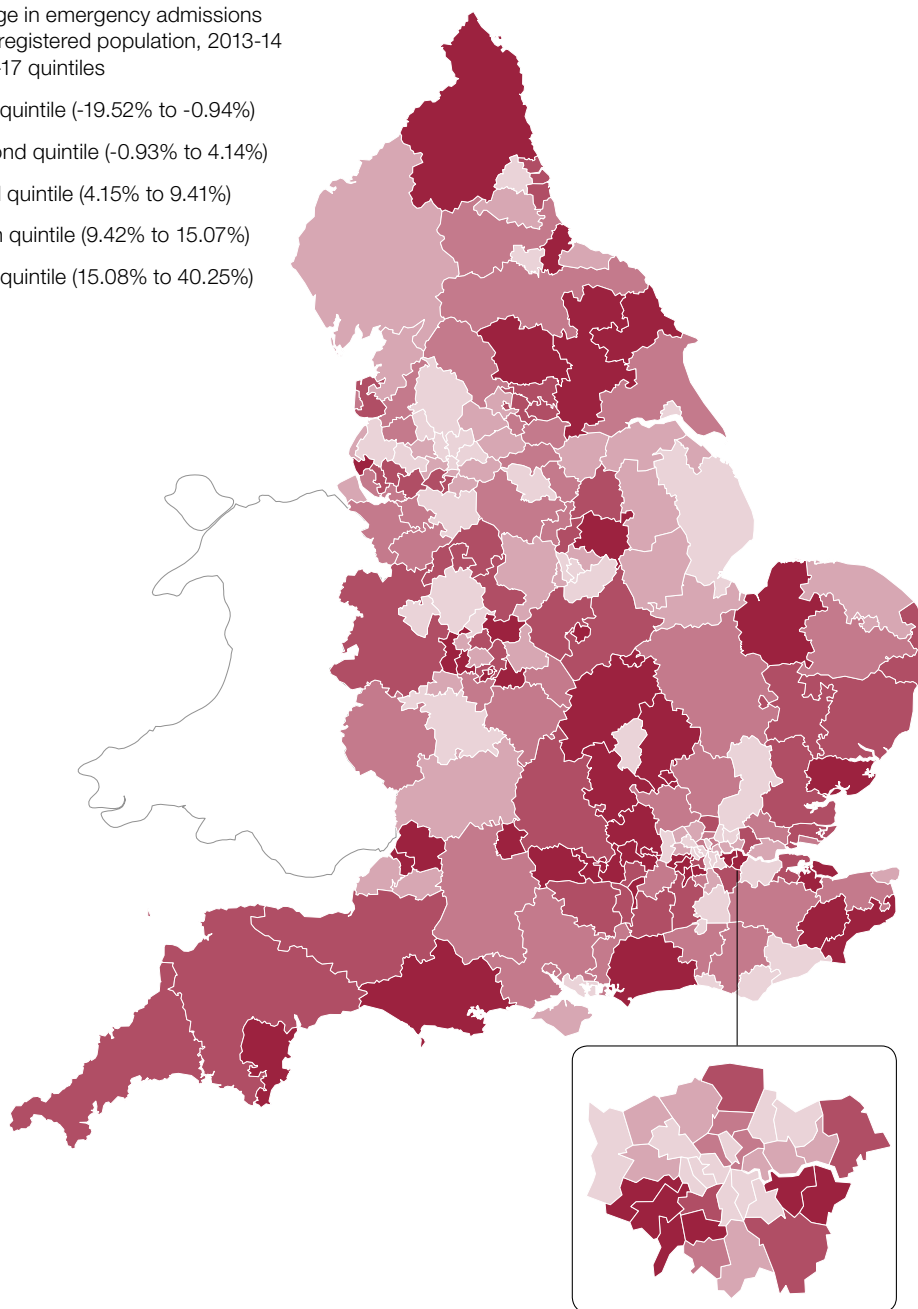 ge in emergency admissions
registered population, 2013-14
-17 quintiles
quintile (-19.52% to -0.94%)
ond quintile (-0.93% to 4.14%)
quintile (4.15% to 9.41%)
quintile (9.42% to 15.07%)
quintile (15.08% to 40.25%)